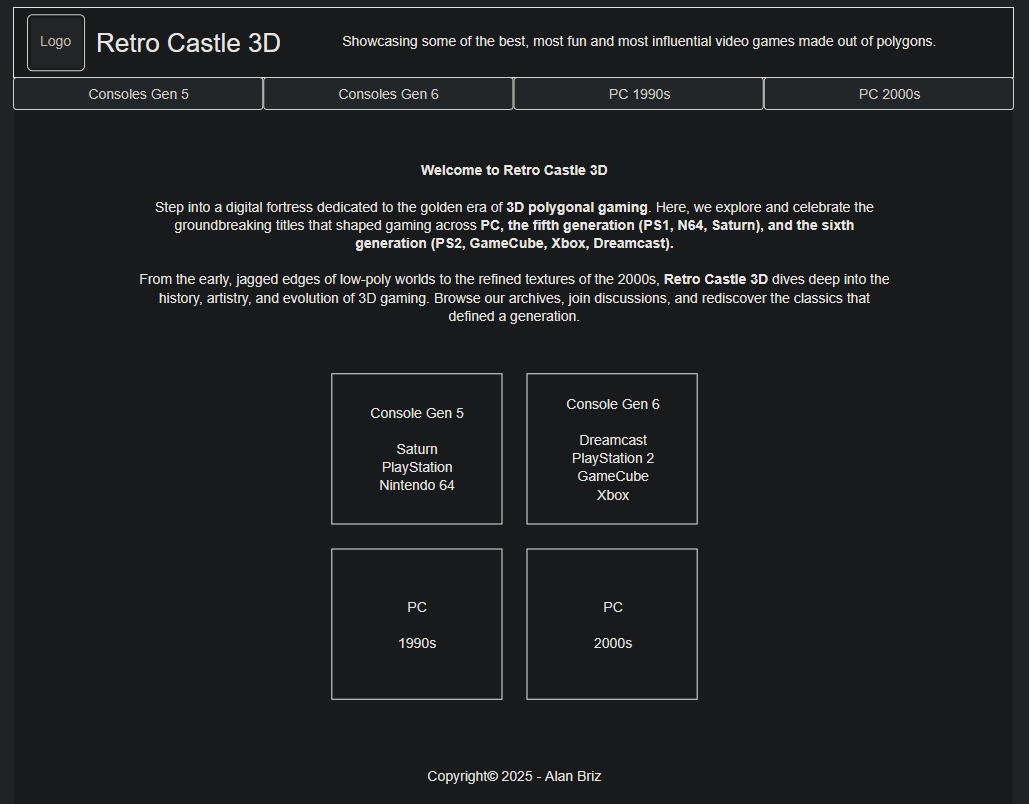 Logo
Retro Castle 3D
Showcasing some of the best, most fun and most influential video games made out of polygons.
Consoles Gen 5
Consoles Gen 6
PC 1990s
PC 2000s
Welcome to Retro Castle 3D
Step into a digital fortress dedicated to the golden era of 3D polygonal gaming. Here, we explore and celebrate the
groundbreaking titles that shaped gaming across PC, the fifth generation (PS1, N64, Saturn), and the sixth
generation (PS2, GameCube, Xbox, Dreamcast).
From the early, jagged edges of low-poly worlds to the refined textures of the 2000s, Retro Castle 3D dives deep into the
history, artistry, and evolution of 3D gaming. Browse our archives, join discussions, and rediscover the classics that
defined a generation.
Console Gen 5
Saturn
PlayStation
Nintendo 64
Console Gen 6
Dreamcast
PlayStation 2
GameCube
Xbox
PC
1990s
PC
2000s
Copyright© 2025 - Alan Briz